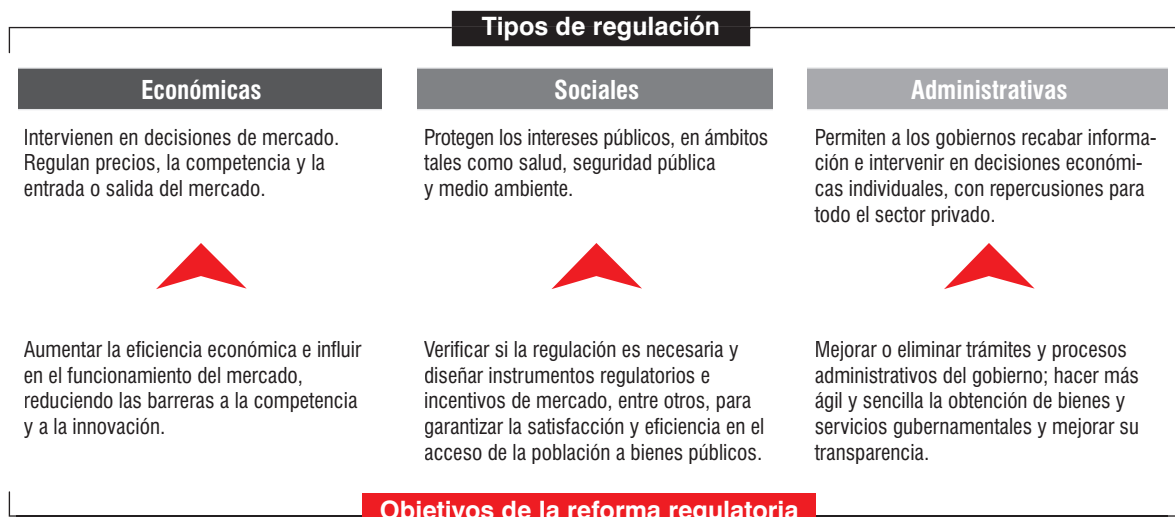 Tipos de regulación
Económicas
Intervienen en decisiones de mercado.
Regulan precios, la competencia y la
entrada o salida del mercado.
Sociales
Protegen los intereses públicos, en ámbitos
tales como salud, seguridad pública
y medio ambiente.
Administrativas
Permiten a los gobiernos recabar informa-
ción e intervenir en decisiones económi-
cas individuales, con repercusiones para
todo el sector privado.
Aumentar la eficiencia económica e influir
en el funcionamiento del mercado,
reduciendo las barreras a la competencia
y a la innovación.
Verificar si la regulación es necesaria y
diseñar instrumentos regulatorios e
incentivos de mercado, entre otros, para
garantizar la satisfacción y eficiencia en el
acceso de la población a bienes públicos.
Mejorar o eliminar trámites y procesos
administrativos del gobierno; hacer más
ágil y sencilla la obtención de bienes y
servicios gubernamentales y mejorar su
transparencia.
Objetivos de la reforma regulatoria